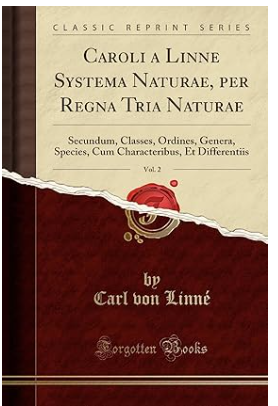 CLASSIC REPRINT SERIES
CAROLI A LINNE
SYSTEMA NATURAE, PER
REGNA TRIA NATURAE
Secundum, Classes, Ordines, Genera,
Species, Cum Characteribus, Et Differentiis
Vol. 2
by
Carl von Linné
Forgotten Books